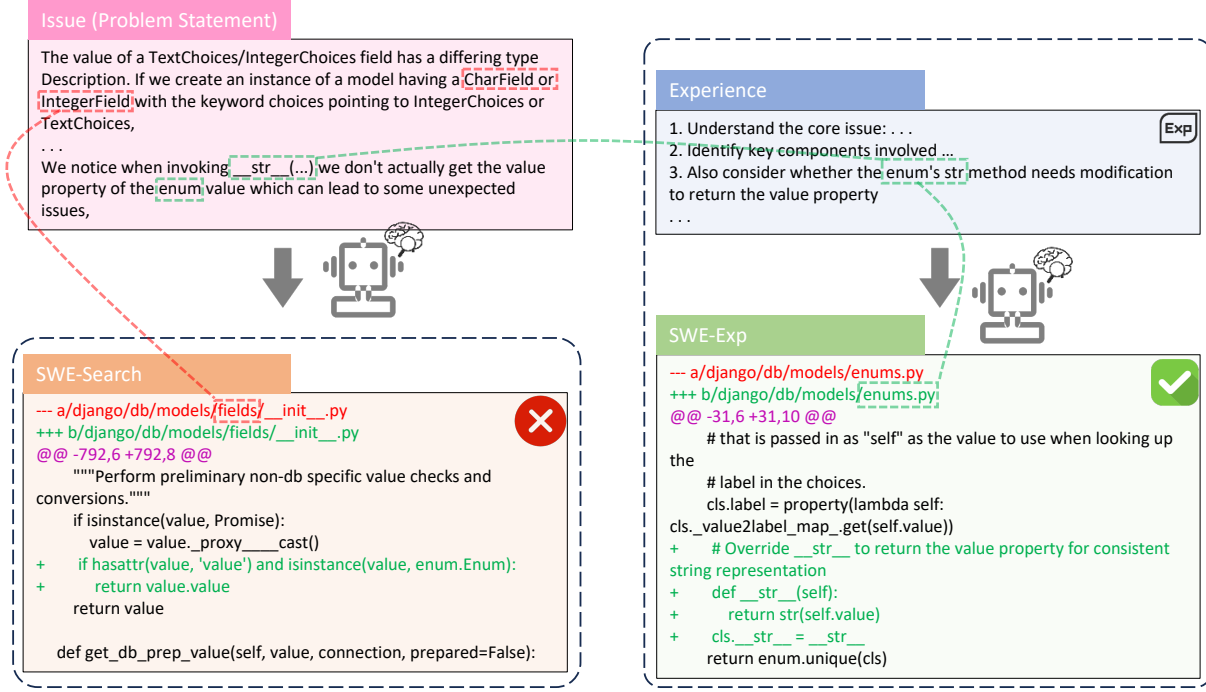 Issue (Problem Statement)
The value of a TextChoices/IntegerChoices field has a differing type
Description. If we create an instance of a model having a CharField or
IntegerField with the keyword choices pointing to IntegerChoices or
TextChoices,
. . .
We notice when invoking __str__(...) we don't actually get the value
property of the enum value which can lead to some unexpected
issues,
SWE-Search
--- a/django/db/models/fields/__init__.py
+++ b/django/db/models/fields/__init__.py
@@ -792,6 +792,8 @@
"""Perform preliminary non-db specific value checks and
conversions."""
if isinstance(value, Promise):
value = value._proxy____cast()
+ if hasattr(value, 'value') and isinstance(value, enum.Enum):
+ return value.value
return value
def get_db_prep_value(self, value, connection, prepared=False):
Experience
Exp
1. Understand the core issue: . . .
2. Identify key components involved ...
3. Also consider whether the enum's str method needs modification
to return the value property
. . .
SWE-Exp
--- a/django/db/models/enums.py
+++ b/django/db/models/enums.py
@@ -31,6 +31,10 @@
# that is passed in as "self" as the value to use when looking up
the
# label in the choices.
cls.label = property(lambda self:
cls._value2label_map_.get(self.value))
+ # Override __str__ to return the value property for consistent
string representation
+ def __str__(self):
+ return str(self.value)
+ cls.__str__ = __str__
return enum.unique(cls)